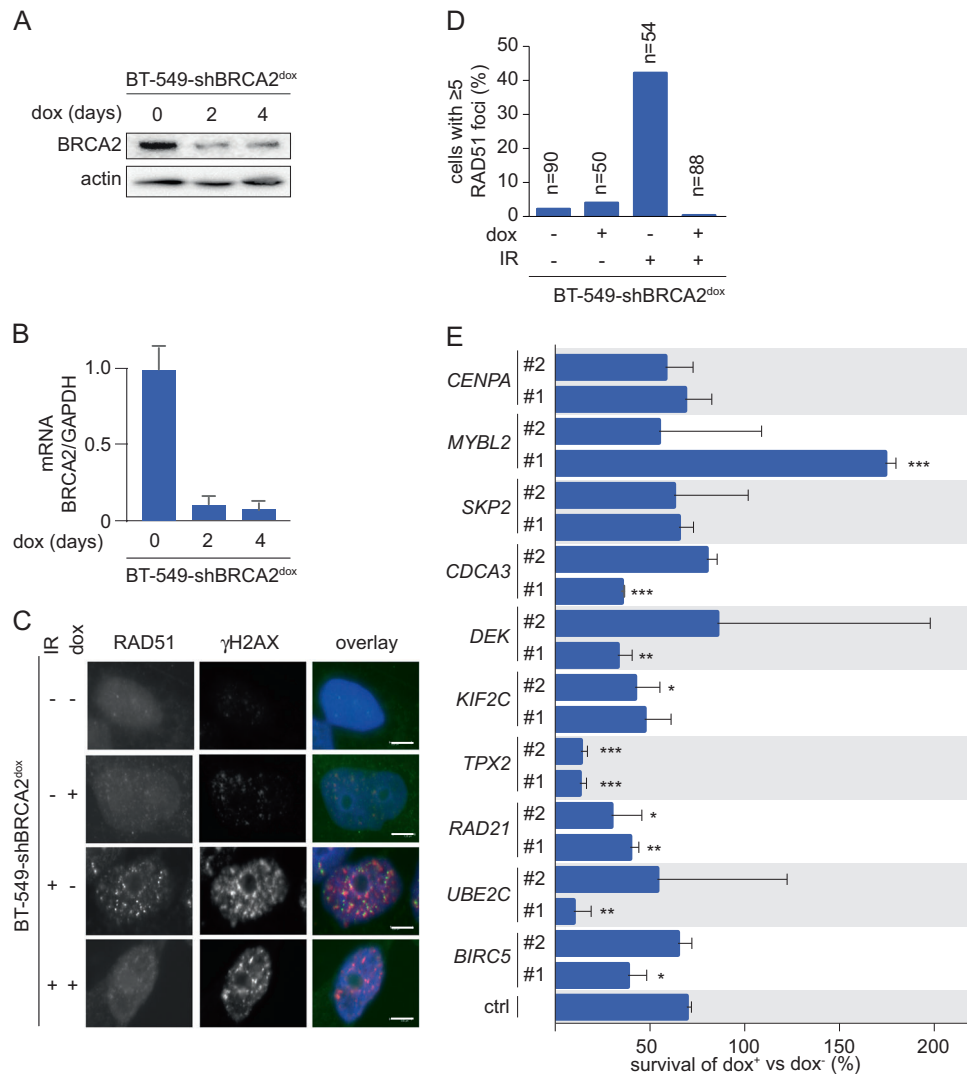 A
BT-549-shBRCA2dox
dox (days) 0 2 4
BRCA2
actin
B
mRNA
BRCA2/GAPDH
1.0
0.5
0
dox (days) 0 2 4
BT-549-shBRCA2dox
C
IR dox RAD51 γH2AX overlay
- -
- +
+ -
+ +
BT-549-shBRCA2dox
D
cells with ≥5
RAD51 foci (%)
50
40
30
20
10
0
n=90 n=50 n=54 n=88
dox - + - +
IR - - + +
BT-549-shBRCA2dox
E
CENPA #2
#1
MYBL2 #2
#1 ***
SKP2 #2
#1
CDCA3 #2
#1 ***
DEK #2
#1 **
KIF2C #2 *
#1
TPX2 #2 ***
#1 ***
RAD21 #2 *
#1 **
UBE2C #2
#1 **
BIRC5 #2
#1 *
ctrl
50 100 150 200
survival of dox+ vs dox- (%)